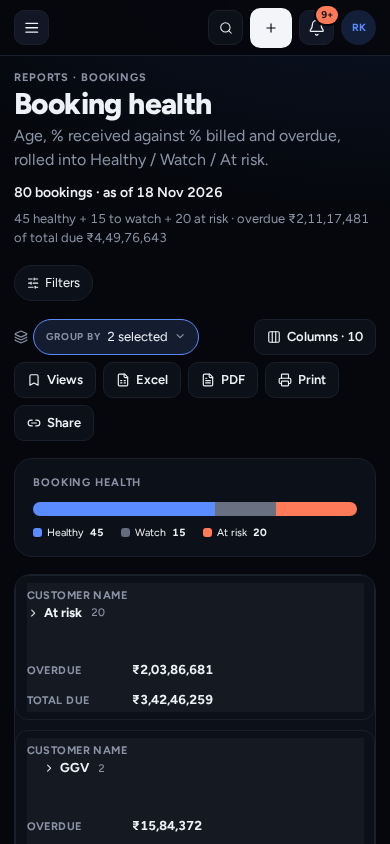 9+
RK
REPORTS · BOOKINGS
Booking health
Age, % received against % billed and overdue,
rolled into Healthy / Watch / At risk.
80 bookings · as of 18 Nov 2026
45 healthy + 15 to watch + 20 at risk · overdue ₹2,11,17,481
of total due ₹4,49,76,643
Filters
GROUP BY 2 selected
Columns · 10
Views
Excel
PDF
Print
Share
BOOKING HEALTH
Healthy 45 Watch 15 At risk 20
CUSTOMER NAME
At risk 20
OVERDUE ₹2,03,86,681
TOTAL DUE ₹3,42,46,259
CUSTOMER NAME
GGV 2
OVERDUE ₹15,84,372